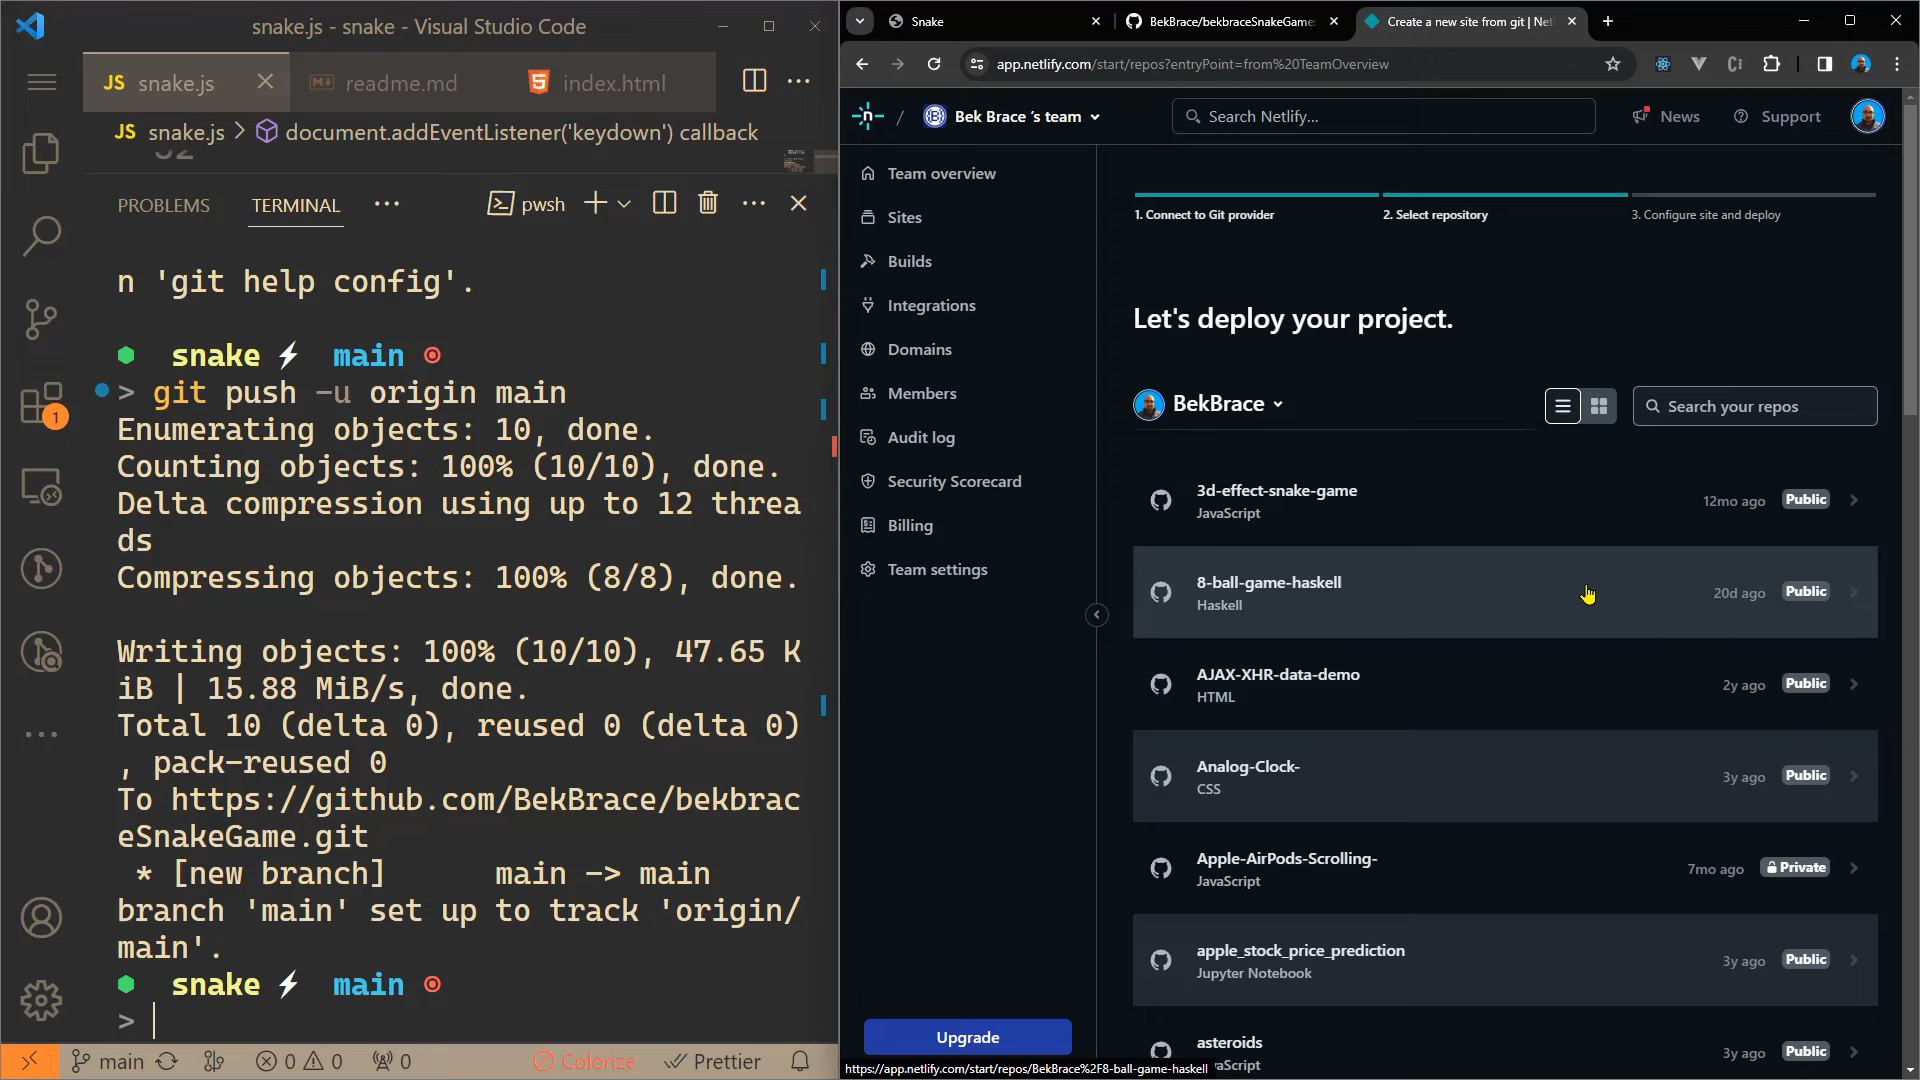 snake.js - snake - Visual Studio Code
JS snake.js
readme.md
index.html
JS snake.js > document.addEventListener('keydown') callback
PROBLEMS
TERMINAL
pwsh
n 'git help config'.
snake main
> git push -u origin main
Enumerating objects: 10, done.
Counting objects: 100% (10/10), done.
Delta compression using up to 12 threa
ds
Compressing objects: 100% (8/8), done.
Writing objects: 100% (10/10), 47.65 K
iB | 15.88 MiB/s, done.
Total 10 (delta 0), reused 0 (delta 0)
, pack-reused 0
To https://github.com/BekBrace/bekbrac
eSnakeGame.git
* [new branch] main -> main
branch 'main' set up to track 'origin/
main'.
snake main
>
1
main
0 0
0
Colorize
Prettier
Snake
BekBrace/bekbraceSnakeGame:
Create a new site from git | Net
app.netlify.com/start/repos?entryPoint=from%20TeamOverview
/ Bek Brace 's team
Search Netlify...
News
Support
Team overview
Sites
Builds
Integrations
Domains
Members
Audit log
Security Scorecard
Billing
Team settings
Upgrade
1. Connect to Git provider
2. Select repository
3. Configure site and deploy
Let's deploy your project.
BekBrace
Search your repos
3d-effect-snake-game
JavaScript
12mo ago Public
8-ball-game-haskell
Haskell
20d ago Public
AJAX-XHR-data-demo
HTML
2y ago Public
Analog-Clock-
CSS
3y ago Public
Apple-AirPods-Scrolling-
JavaScript
7mo ago Private
apple_stock_price_prediction
Jupyter Notebook
3y ago Public
asteroids
3y ago Public
https://app.netlify.com/start/repos/BekBrace%2F8-ball-game-haskell